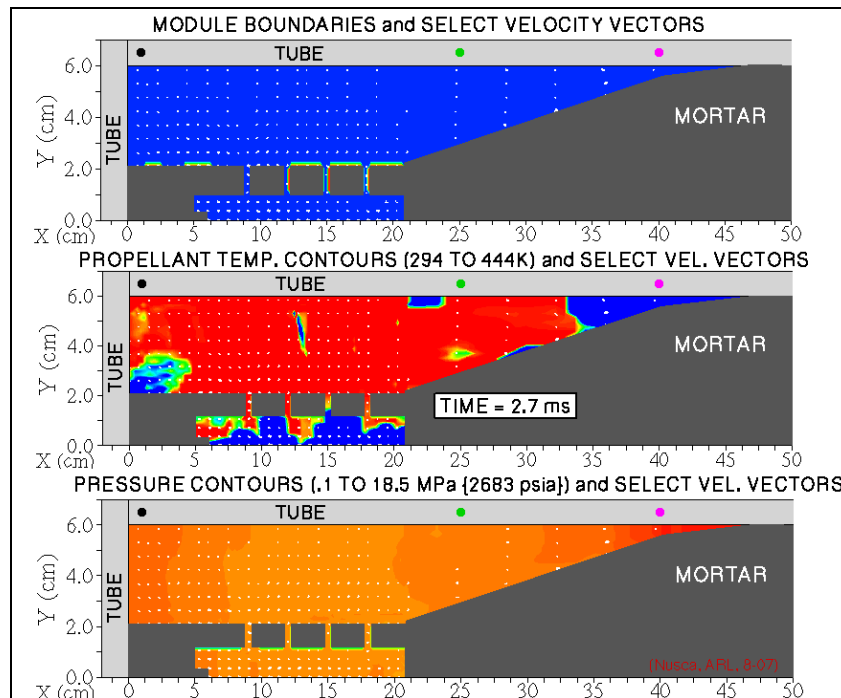 MODULE BOUNDARIES and SELECT VELOCITY VECTORS
TUBE
6.0
4.0
2.0
0.0
Y (cm)
TUBE
MORTAR
X (cm)
0 5 10 15 20 25 30 35 40 45 50
PROPELLANT TEMP. CONTOURS (294 TO 444K) and SELECT VEL. VECTORS
TUBE
6.0
4.0
2.0
0.0
Y (cm)
TUBE
MORTAR
TIME = 2.7 ms
X (cm)
0 5 10 15 20 25 30 35 40 45 50
PRESSURE CONTOURS (.1 TO 18.5 MPa {2683 psia}) and SELECT VEL. VECTORS
TUBE
6.0
4.0
2.0
0.0
Y (cm)
TUBE
MORTAR
(Nusca, ARL, 8-07)
X (cm)
0 5 10 15 20 25 30 35 40 45 50